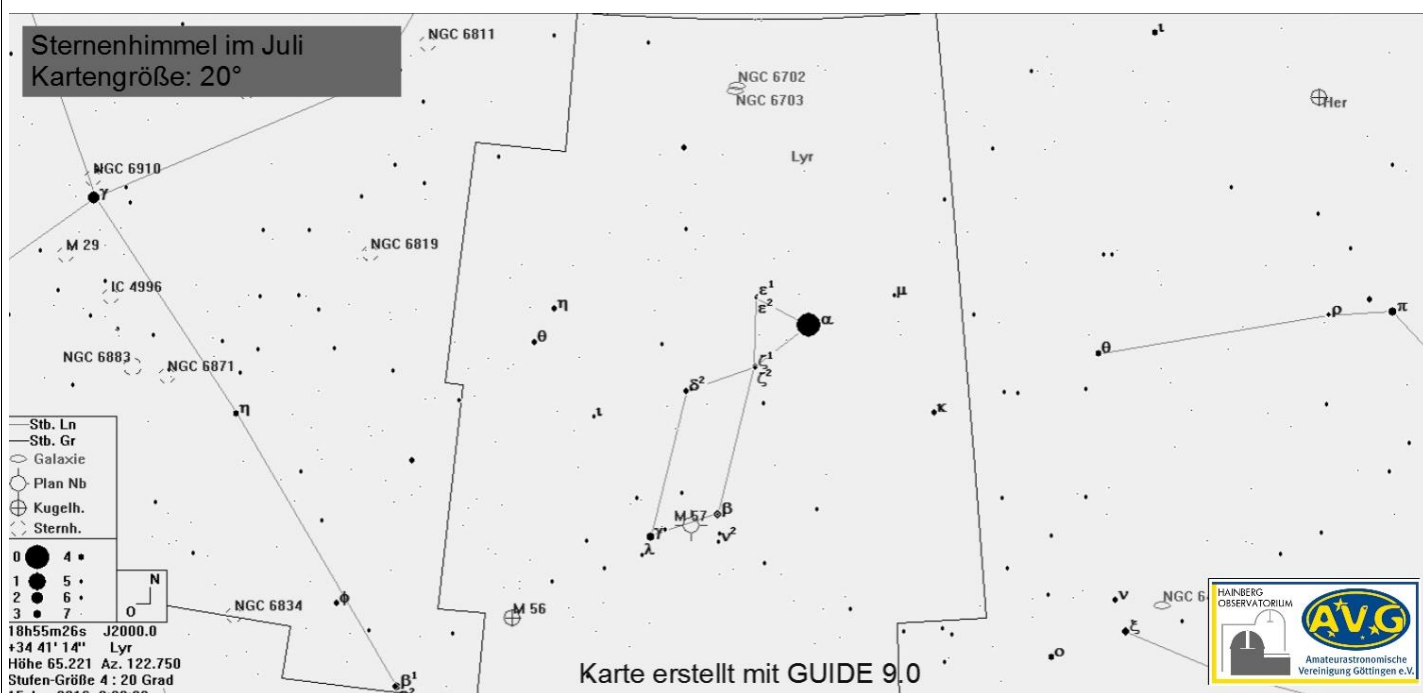 Sternenhimmel im Juli
Kartengröße: 20°
NGC 6811
NGC 6702
NGC 6703
ι
Her
Lyr
NGC 6910
γ
M 29
NGC 6819
IC 4996
η
ε¹
ε²
α
μ
ρ
π
θ
θ
NGC 6883
NGC 6871
ζ¹
ζ²
δ²
η
ι
κ
M 57
β
γ
ν²
λ
φ
NGC 6834
M 56
ν
NGC 6
ξ
ο
β¹
Stb. Ln
Stb. Gr
Galaxie
Plan Nb
Kugelh.
Sternh.
0 4
1 5
2 6
3 7
N
O
18h55m26s J2000.0
+34 41' 14" Lyr
Höhe 65.221 Az. 122.750
Stufen-Größe 4 : 20 Grad
Karte erstellt mit GUIDE 9.0
HAINBERG
OBSERVATORIUM
AVG
Amateurastronomische
Vereinigung Göttingen e.V.